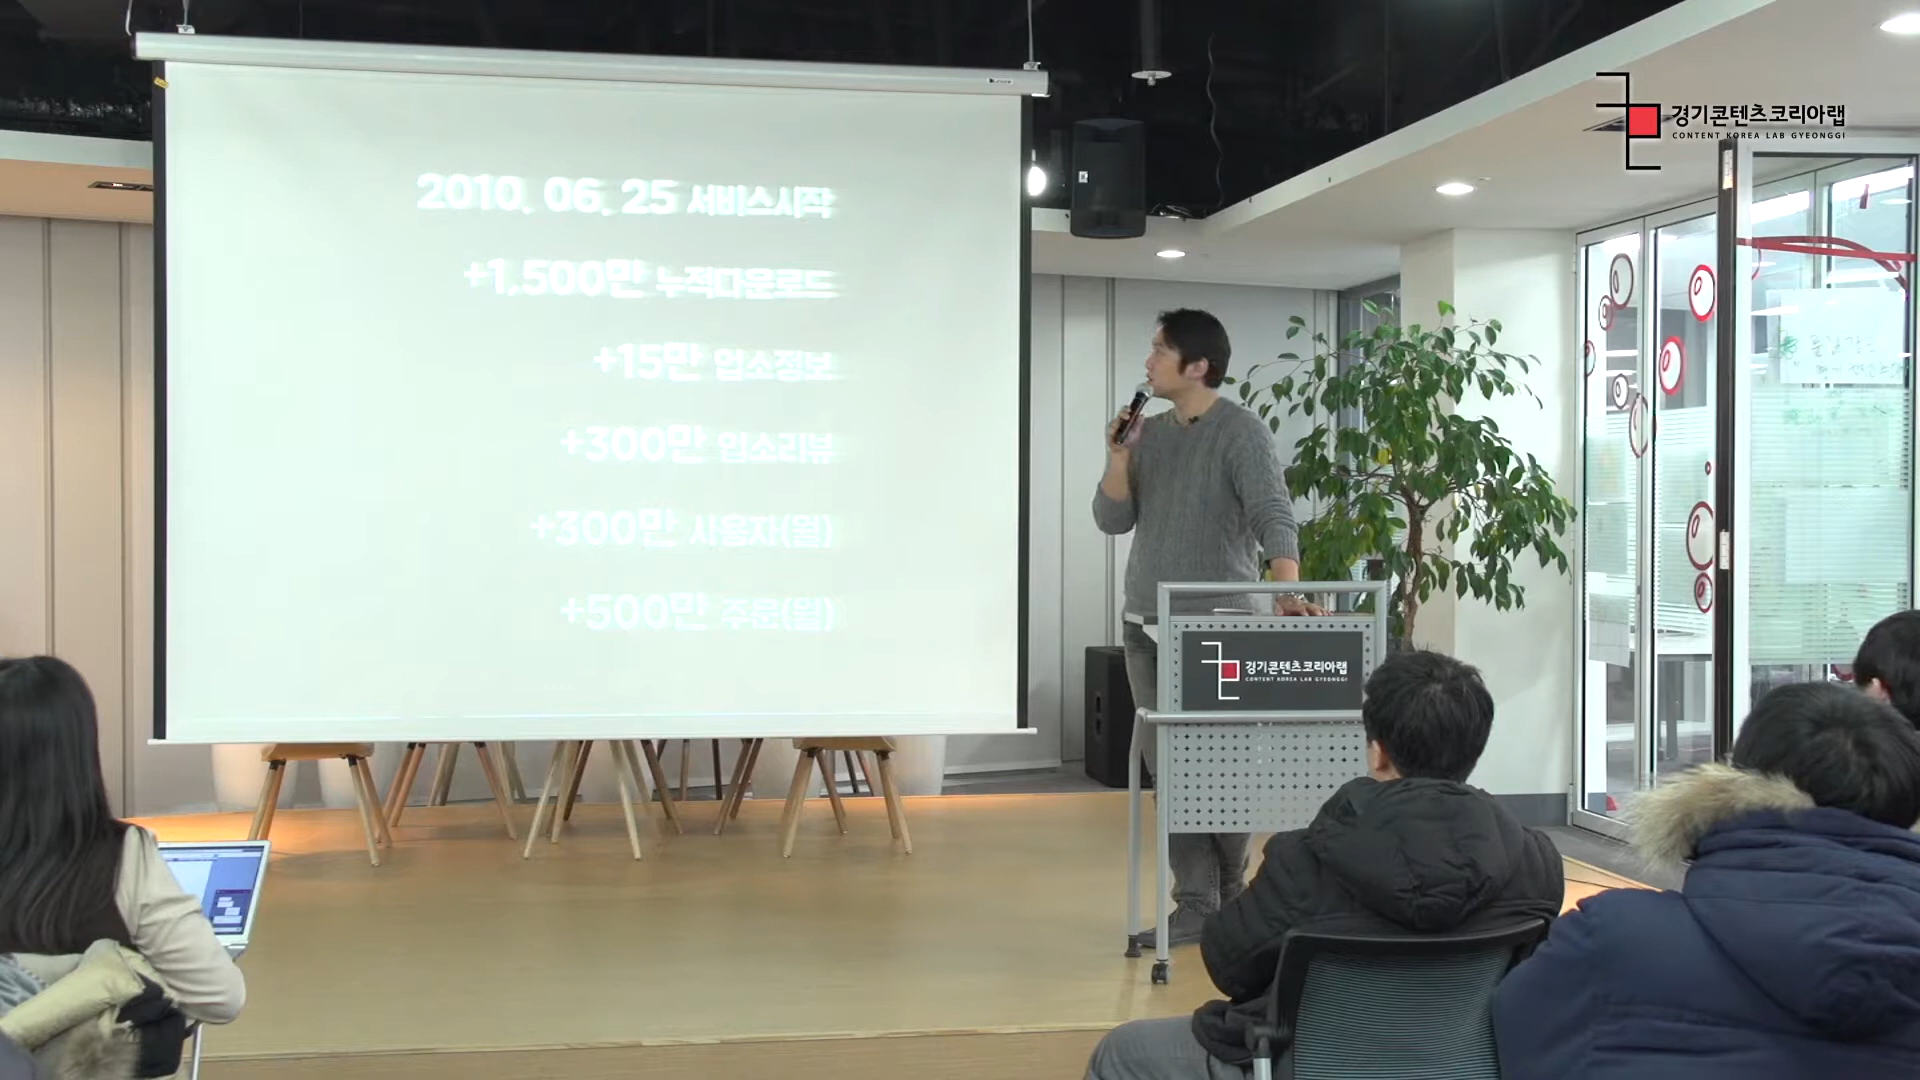 경기콘텐츠코리아랩
CONTENT KOREA LAB GYEONGGI
2010. 06. 25 서비스시작
+1,500만 누적다운로드
+15만 업소정보
+300만 업소리뷰
+300만 사용자(월)
+500만 주문(월)
경기콘텐츠코리아랩
CONTENT KOREA LAB GYEONGGI